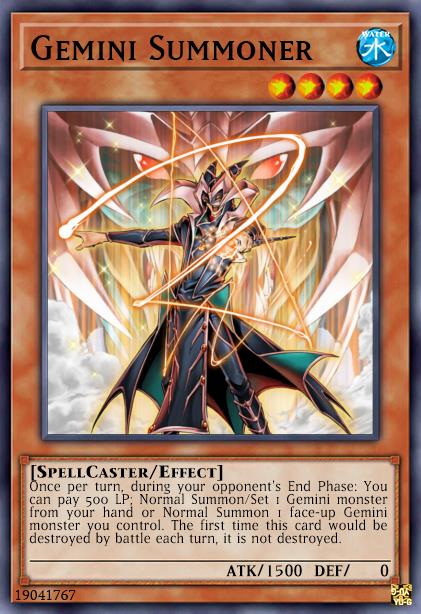 Gemini Summoner
WATER
水
[SpellCaster/Effect]
Once per turn, during your opponent's End Phase: You
can pay 500 LP; Normal Summon/Set 1 Gemini monster
from your hand or Normal Summon 1 face-up Gemini
monster you control. The first time this card would be
destroyed by battle each turn, it is not destroyed.
ATK/1500 DEF/ 0
19041767